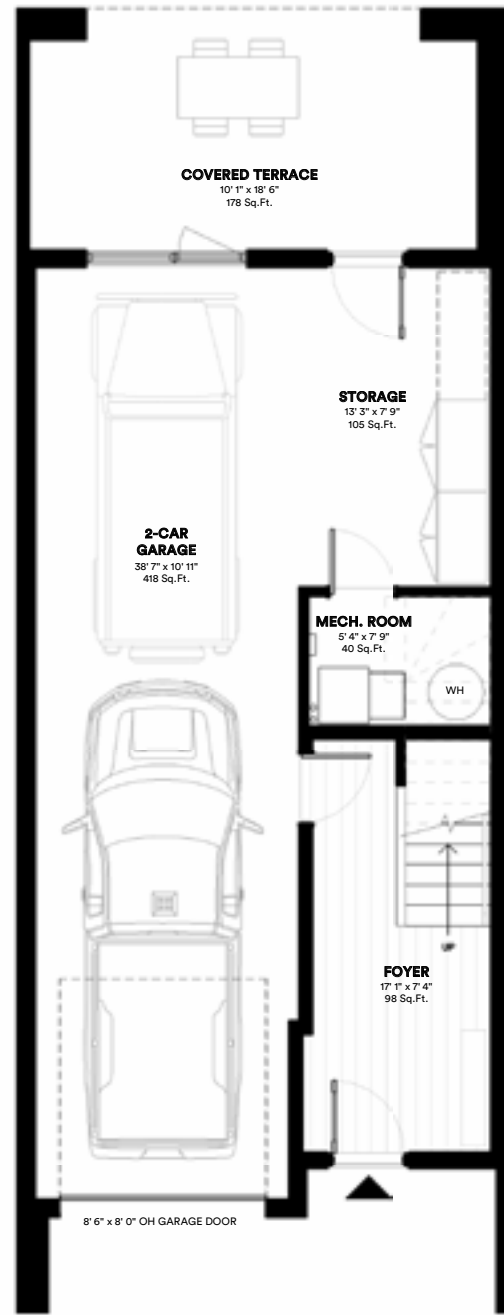 COVERED TERRACE
10' 1" x 18' 6"
178 Sq.Ft.
STORAGE
13' 3" x 7' 9"
105 Sq.Ft.
2-CAR
GARAGE
38' 7" x 10' 11"
418 Sq.Ft.
MECH. ROOM
5' 4" x 7' 9"
40 Sq.Ft.
WH
UP
FOYER
17' 1" x 7' 4"
98 Sq.Ft.
8' 6" x 8' 0" OH GARAGE DOOR